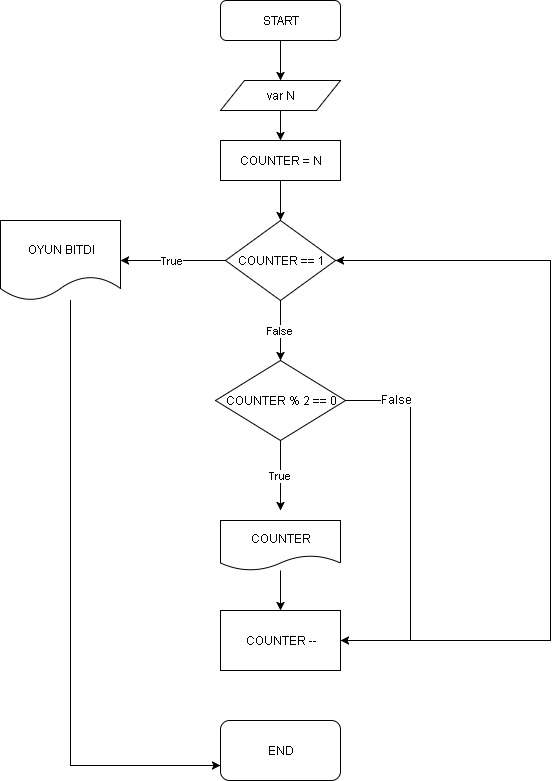 START
var N
COUNTER = N
OYUN BITDI
True
COUNTER == 1
False
COUNTER % 2 == 0
False
True
COUNTER
COUNTER --
END